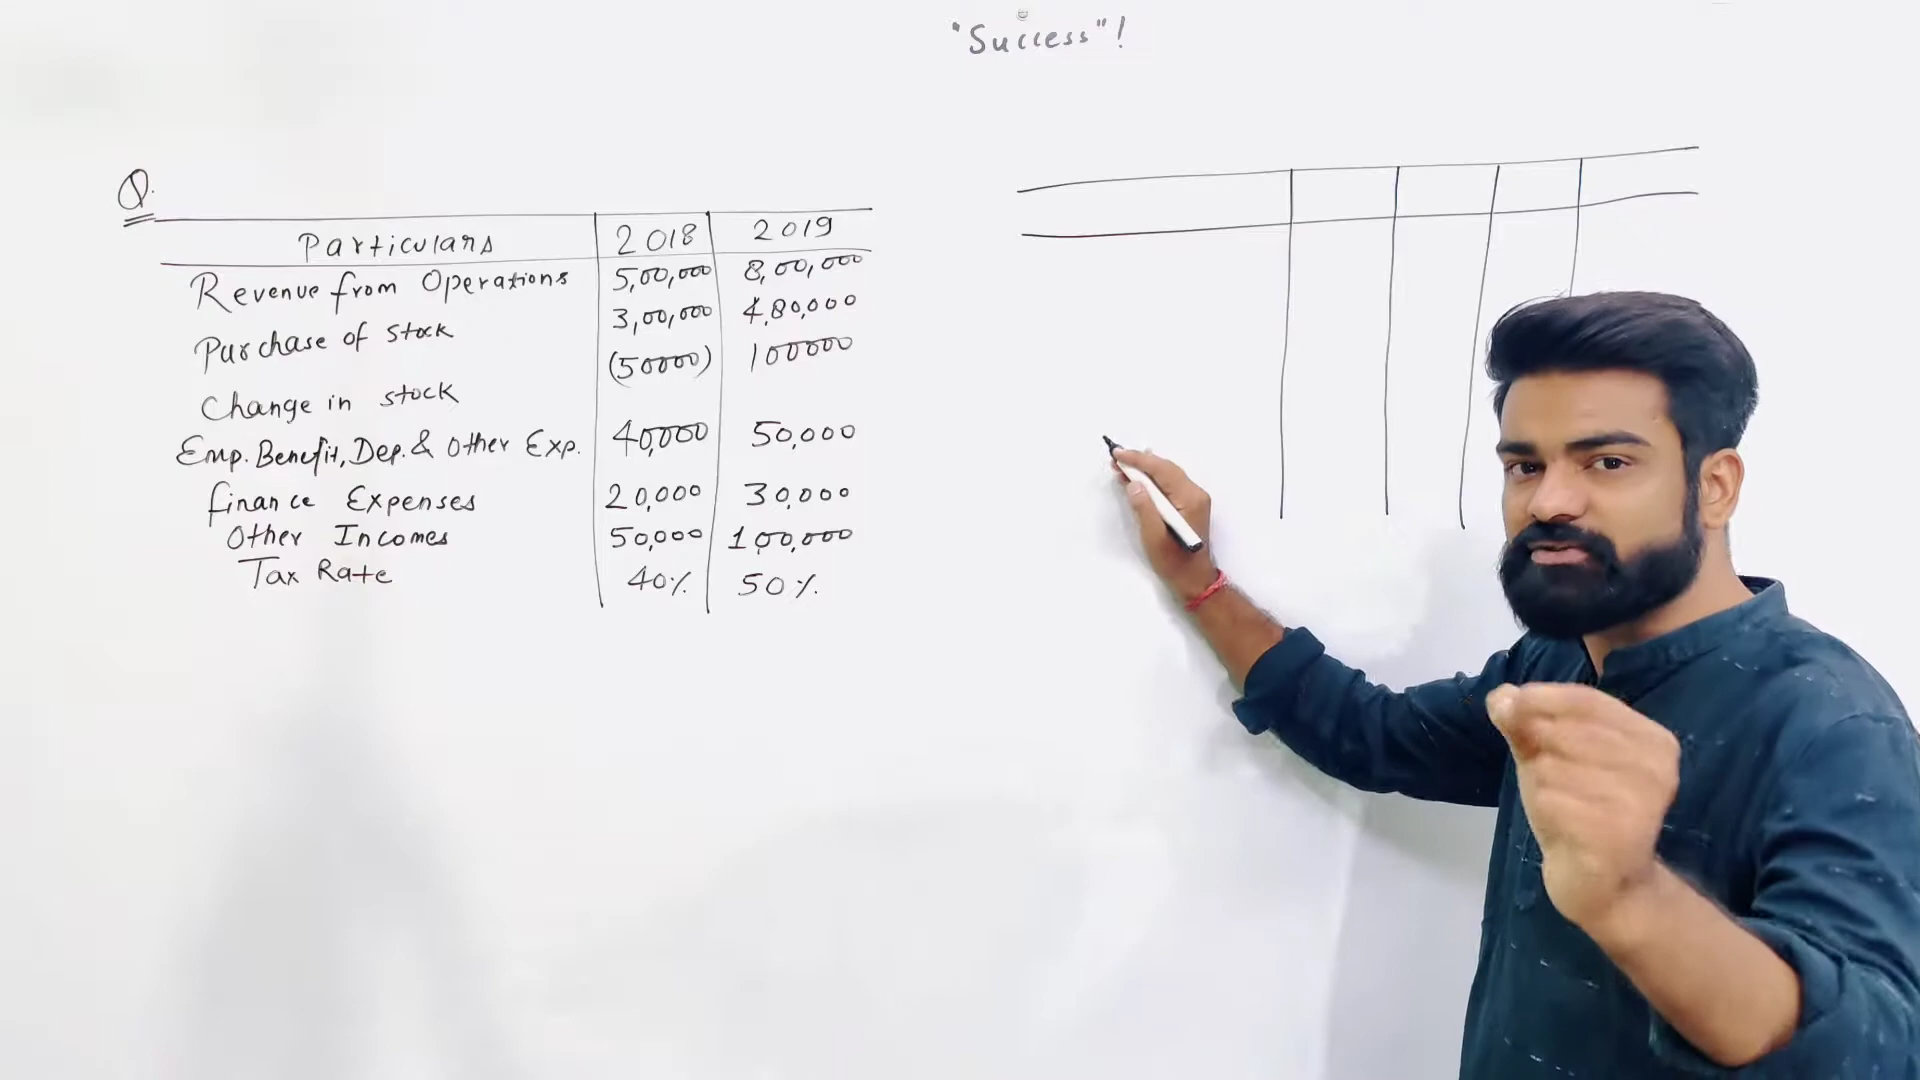 "Success"!
Q.
Particulars 2018 2019
Revenue from Operations 5,00,000 8,00,000
Purchase of stock 3,00,000 4,80,000
Change in stock (50000) 100000
Emp. Benefit, Dep. & Other Exp. 40,000 50,000
Finance Expenses 20,000 30,000
Other Incomes 50,000 100,000
Tax Rate 40% 50%